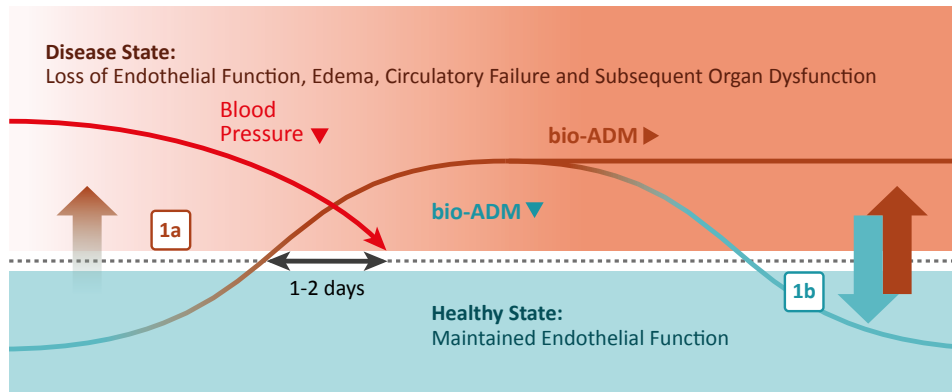 Disease State:
Loss of Endothelial Function, Edema, Circulatory Failure and Subsequent Organ Dysfunction
Blood
Pressure ▼
bio-ADM ▶
1a
bio-ADM ▼
1-2 days
1b
Healthy State:
Maintained Endothelial Function